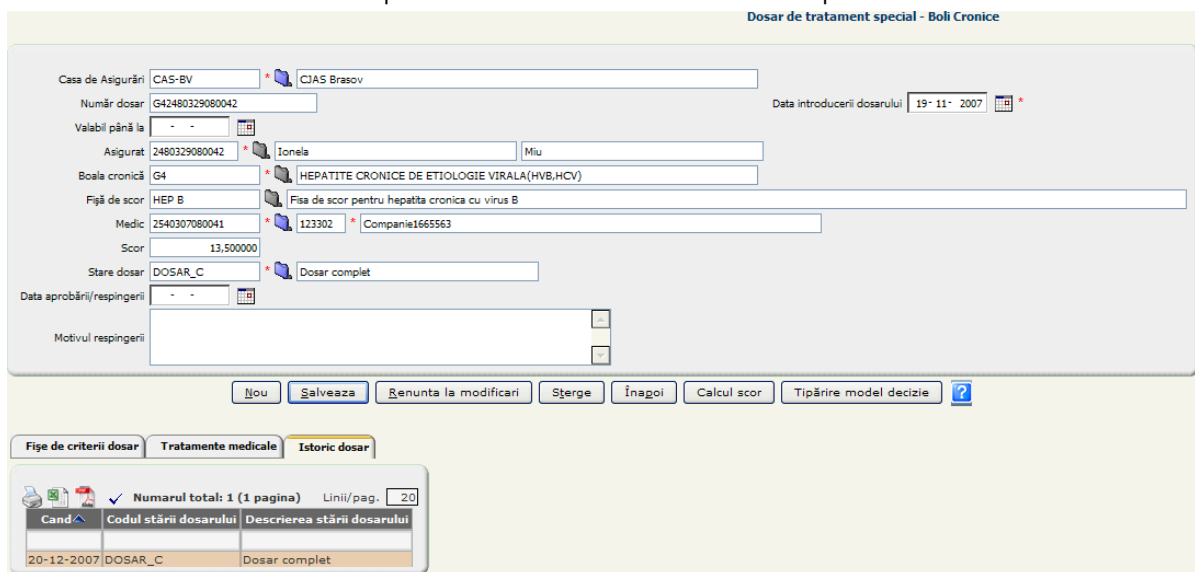 Dosar de tratament special - Boli Cronice
Casa de Asigurări CAS-BV * CJAS Brasov
Număr dosar G42480329080042 Data introducerii dosarului 19- 11- 2007 *
Valabil până la - -
Asigurat 2480329080042 * Ionela Miu
Boala cronică G4 * HEPATITE CRONICE DE ETIOLOGIE VIRALA(HVB,HCV)
Fişă de scor HEP B Fisa de scor pentru hepatita cronica cu virus B
Medic 2540307080041 * 123302 * Companie1665563
Scor 13,500000
Stare dosar DOSAR_C * Dosar complet
Data aprobării/respingerii - -
Motivul respingerii
Nou Salveaza Renunta la modificari Sterge Înapoi Calcul scor Tipărire model decizie ?
Fişe de criterii dosar Tratamente medicale Istoric dosar
Numarul total: 1 (1 pagina) Linii/pag. 20
Cand Codul stării dosarului Descrierea stării dosarului
20-12-2007 DOSAR_C Dosar complet